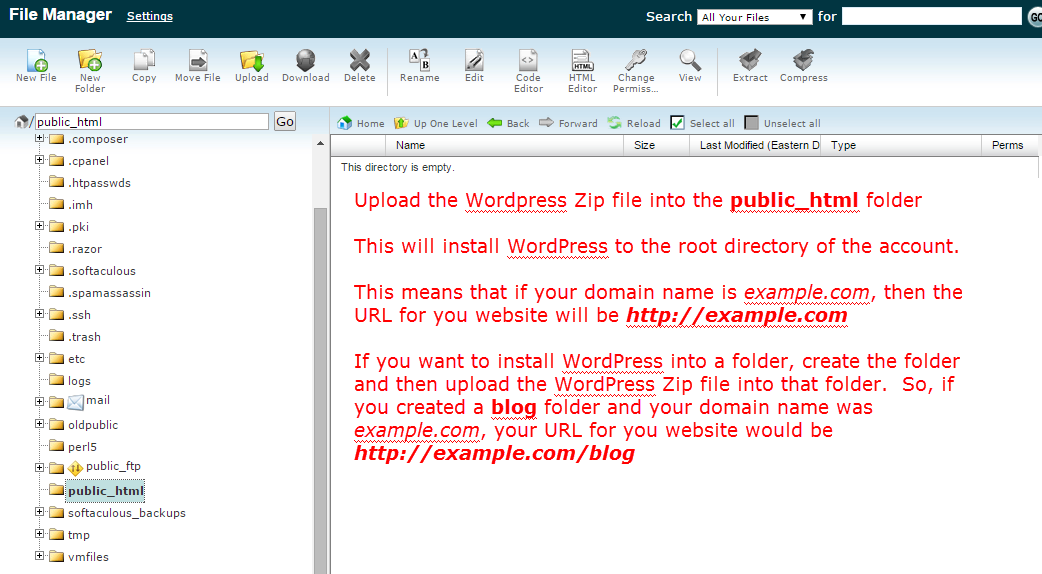 File Manager Settings Search All Your Files for GO
New File New Folder Copy Move File Upload Download Delete Rename Edit Code Editor HTML Editor Change Permiss... View Extract Compress
/public_html Go
Home Up One Level Back Forward Reload Select all Unselect all
Name Size Last Modified (Eastern D Type Perms
This directory is empty.
.composer
.cpanel
.htpasswds
.imh
.pki
.razor
.softaculous
.spamassassin
.ssh
.trash
etc
logs
mail
oldpublic
perl5
public_ftp
public_html
softaculous_backups
tmp
vmfiles
Upload the Wordpress Zip file into the public_html folder
This will install WordPress to the root directory of the account.
This means that if your domain name is example.com, then the
URL for you website will be http://example.com
If you want to install WordPress into a folder, create the folder
and then upload the WordPress Zip file into that folder. So, if
you created a blog folder and your domain name was
example.com, your URL for you website would be
http://example.com/blog